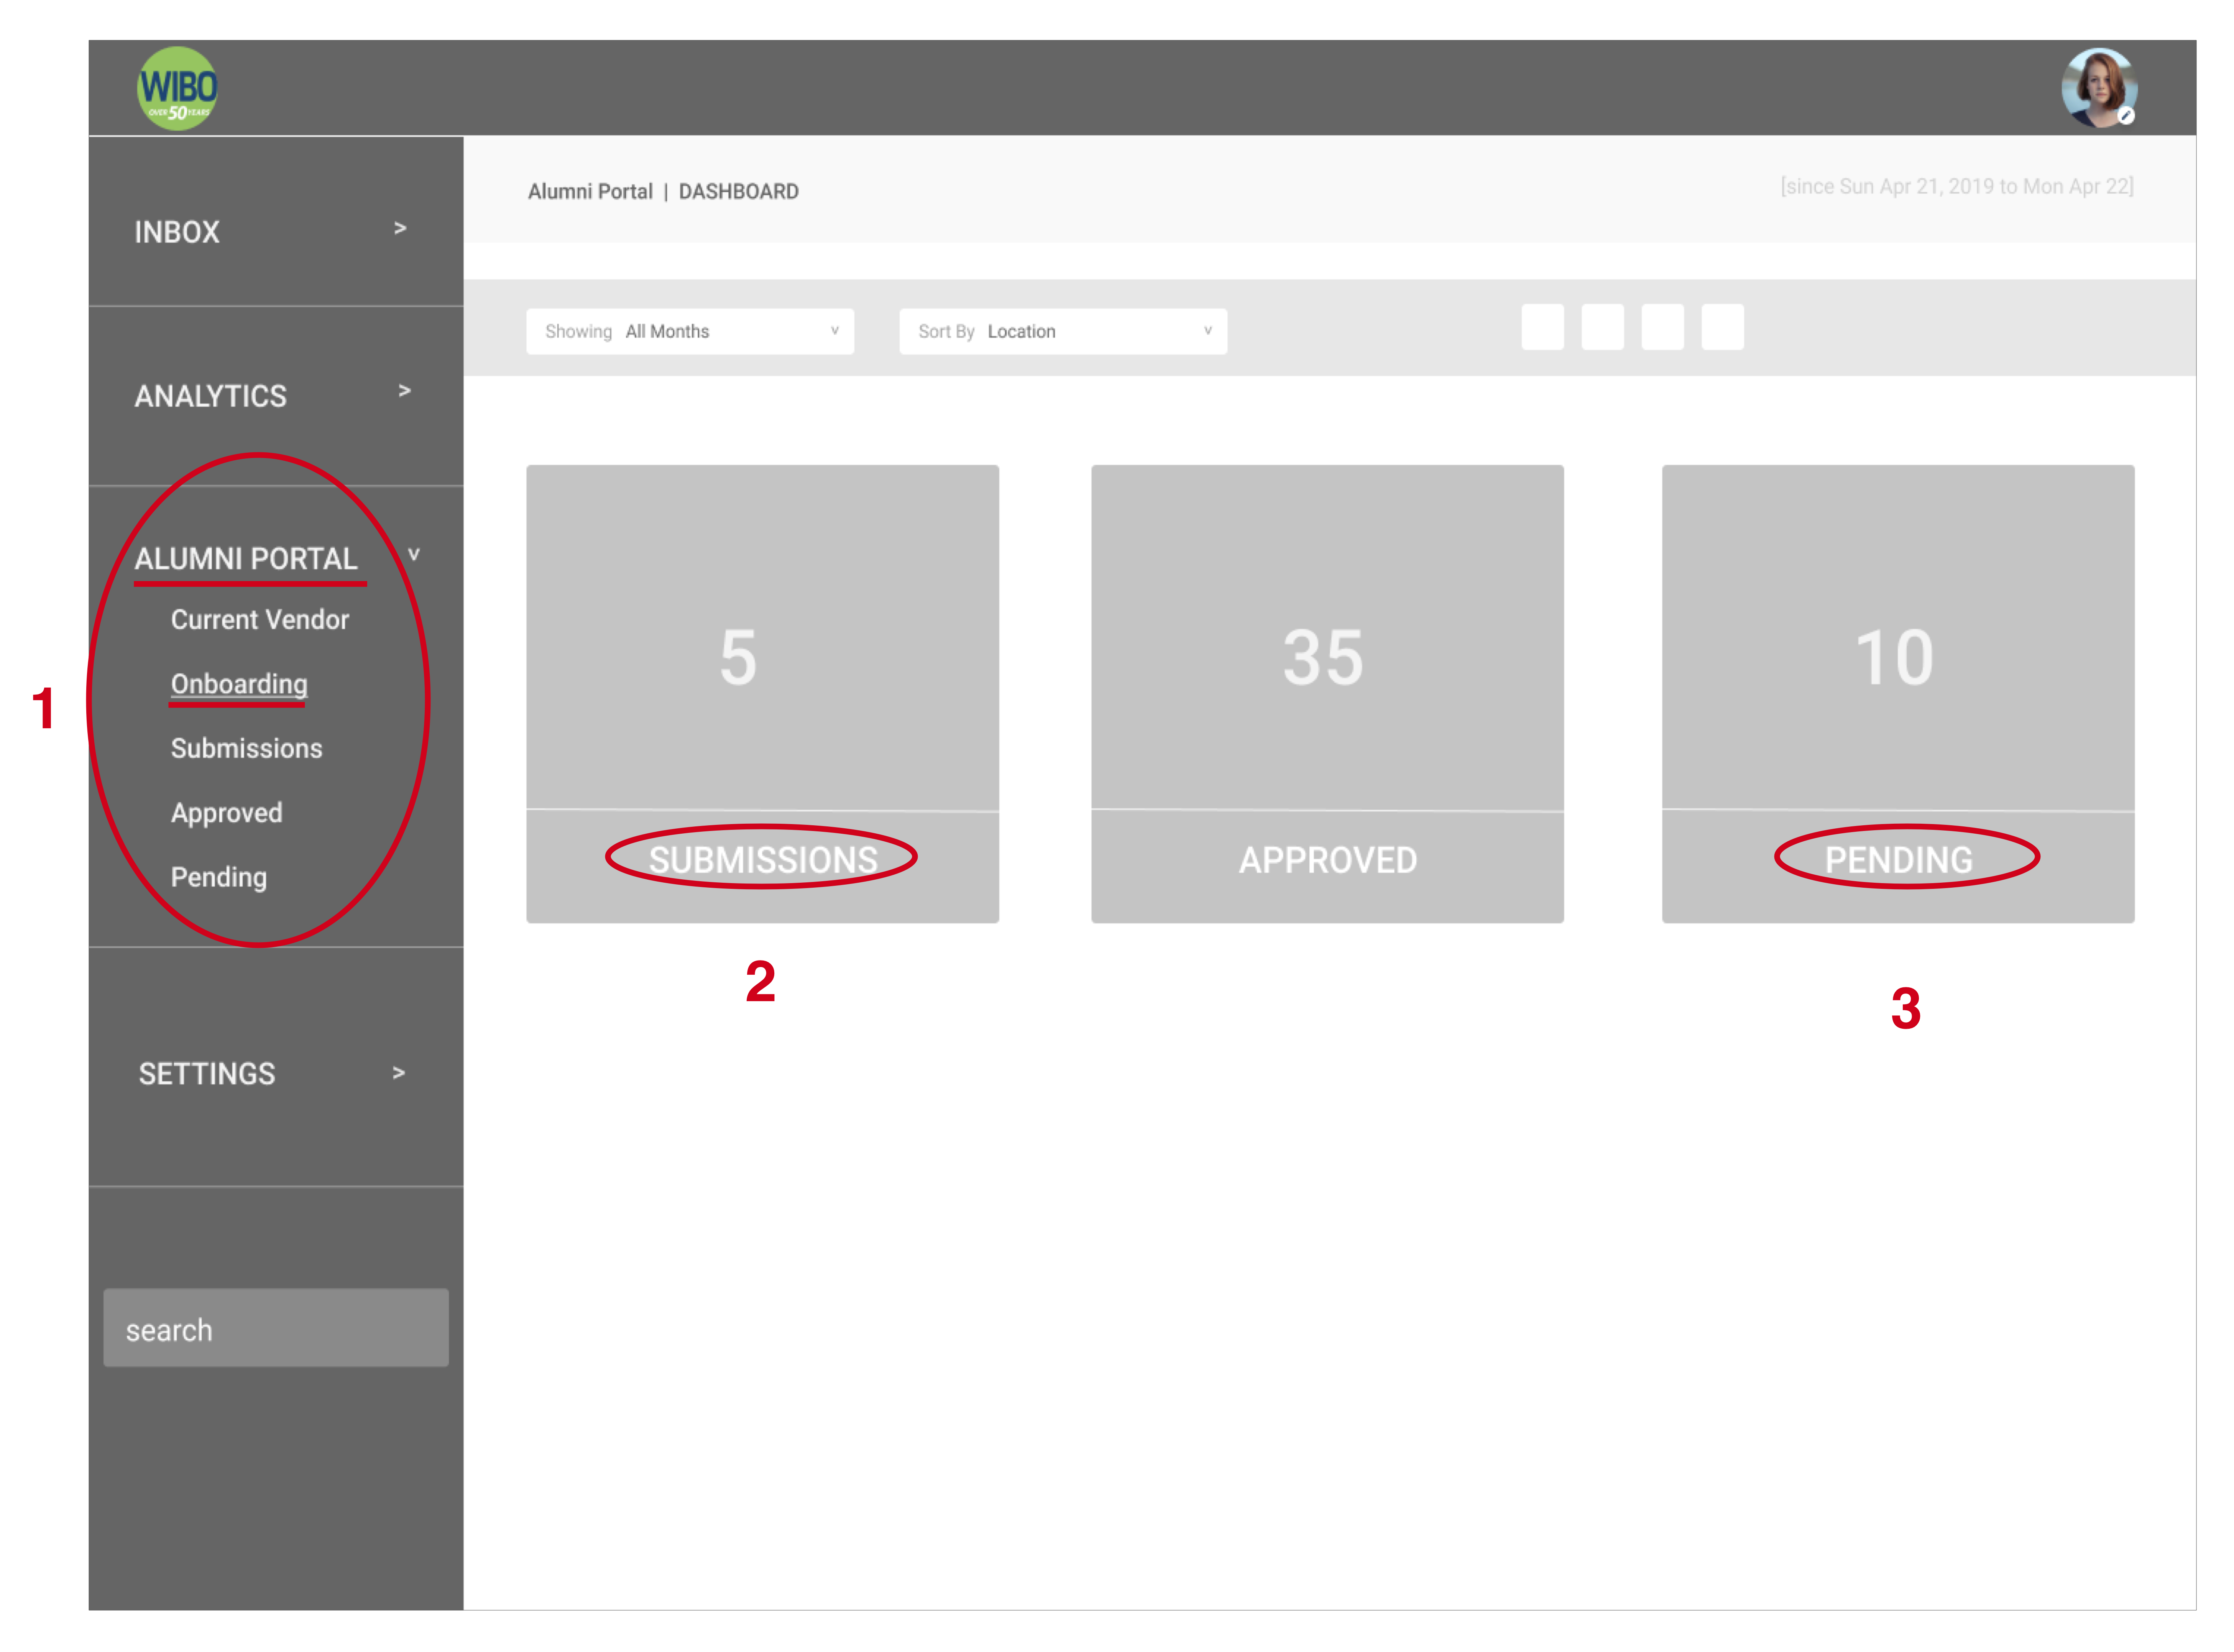 WIBO
OVER 50 YEARS
Alumni Portal | DASHBOARD
[since Sun Apr 21, 2019 to Mon Apr 22]
INBOX >
Showing All Months v
Sort By Location v
ANALYTICS >
ALUMNI PORTAL v
Current Vendor
Onboarding
Submissions
Approved
Pending
1
5
SUBMISSIONS
2
35
APPROVED
10
PENDING
3
SETTINGS >
search